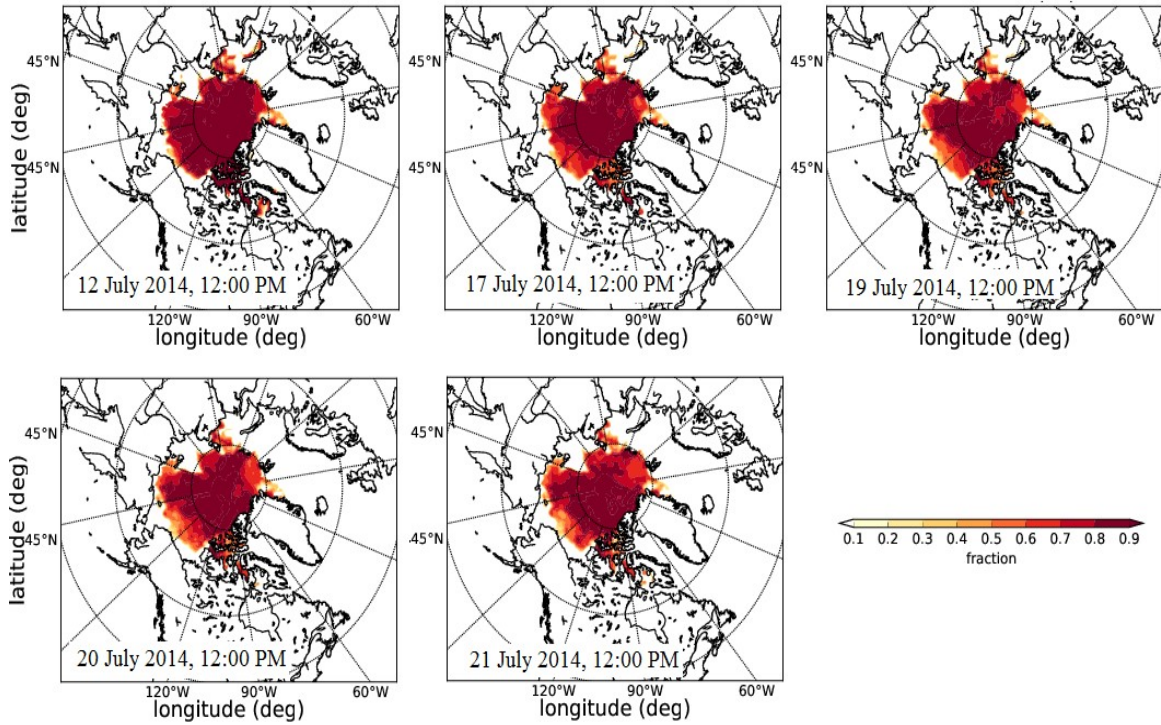 latitude (deg)
45°N
45°N
12 July 2014, 12:00 PM
120°W 90°W 60°W
longitude (deg)
45°N
45°N
17 July 2014, 12:00 PM
120°W 90°W 60°W
longitude (deg)
45°N
45°N
19 July 2014, 12:00 PM
120°W 90°W 60°W
longitude (deg)
latitude (deg)
45°N
45°N
20 July 2014, 12:00 PM
120°W 90°W 60°W
longitude (deg)
45°N
45°N
21 July 2014, 12:00 PM
120°W 90°W 60°W
longitude (deg)
0.1 0.2 0.3 0.4 0.5 0.6 0.7 0.8 0.9
fraction